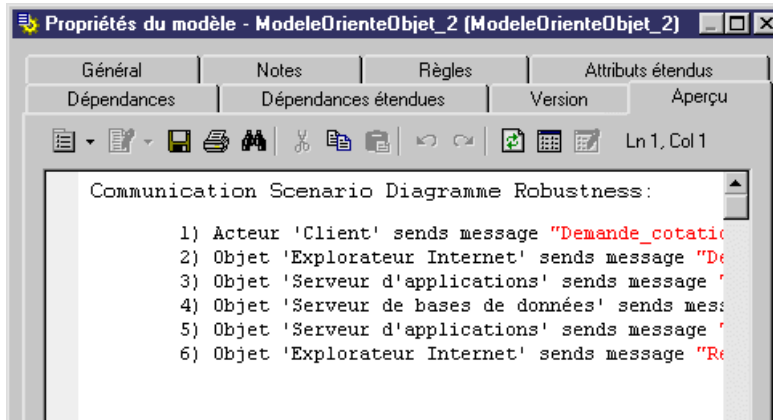 Propriétés du modèle - ModeleOrienteObjet_2 (ModeleOrienteObjet_2)
Général Notes Règles Attributs étendus
Dépendances Dépendances étendues Version Aperçu
Ln 1, Col 1
Communication Scenario Diagramme Robustness:
1) Acteur 'Client' sends message "Demande_cotatio
2) Objet 'Explorateur Internet' sends message "De
3) Objet 'Serveur d'applications' sends message "
4) Objet 'Serveur de bases de données' sends mess
5) Objet 'Serveur d'applications' sends message "
6) Objet 'Explorateur Internet' sends message "Re